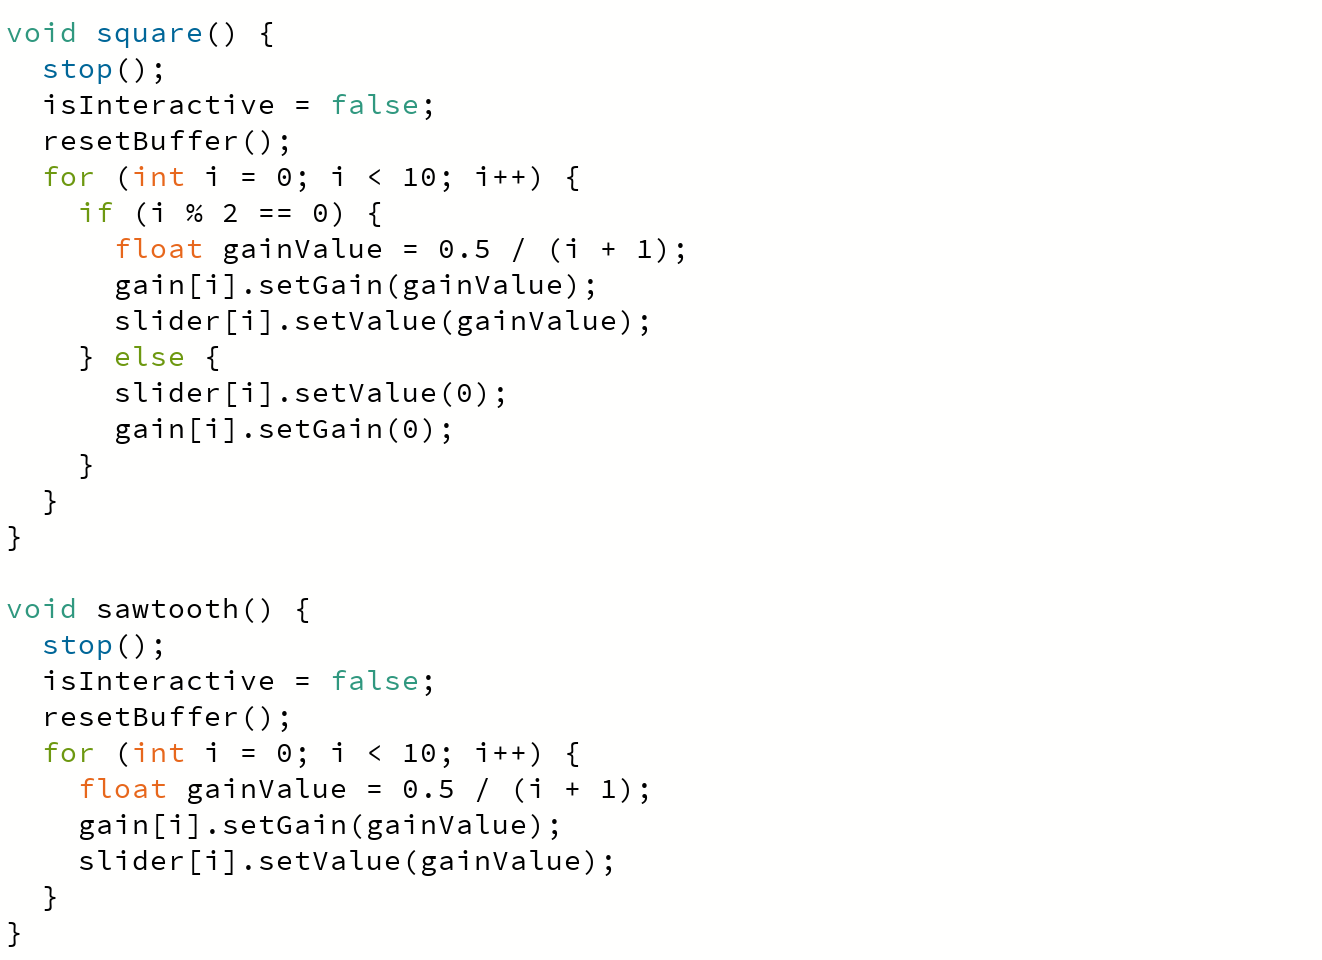 void square() {
  stop();
  isInteractive = false;
  resetBuffer();
  for (int i = 0; i < 10; i++) {
    if (i % 2 == 0) {
      float gainValue = 0.5 / (i + 1);
      gain[i].setGain(gainValue);
      slider[i].setValue(gainValue);
    } else {
      slider[i].setValue(0);
      gain[i].setGain(0);
    }
  }
}

void sawtooth() {
  stop();
  isInteractive = false;
  resetBuffer();
  for (int i = 0; i < 10; i++) {
    float gainValue = 0.5 / (i + 1);
    gain[i].setGain(gainValue);
    slider[i].setValue(gainValue);
  }
}